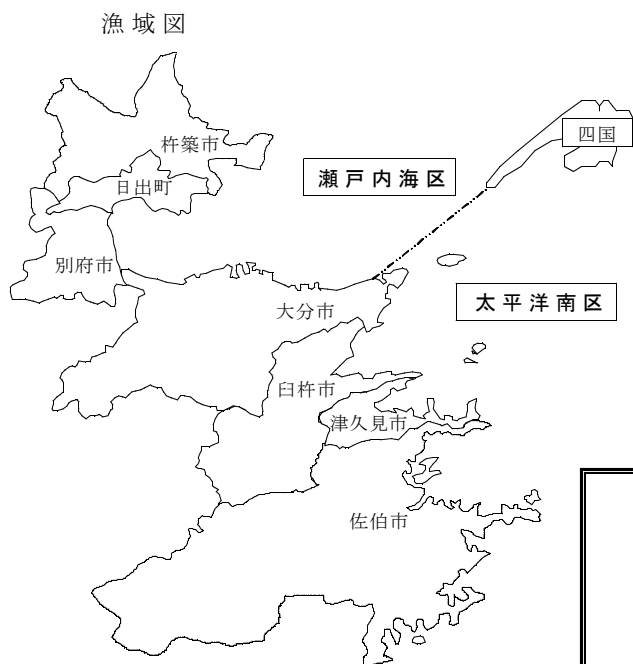 漁域図
杵築市
四国
瀬戸内海区
日出町
別府市
太平洋南区
大分市
臼杵市
津久見市
佐伯市